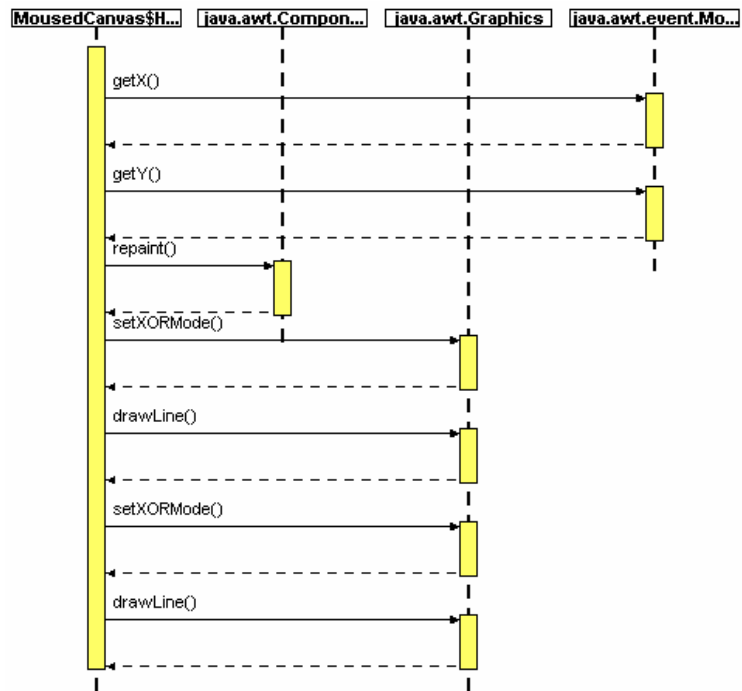 MousedCanvas$H... java.awt.Compon... java.awt.Graphics java.awt.event.Mo...
getX()
getY()
repaint()
setXORMode()
drawLine()
setXORMode()
drawLine()